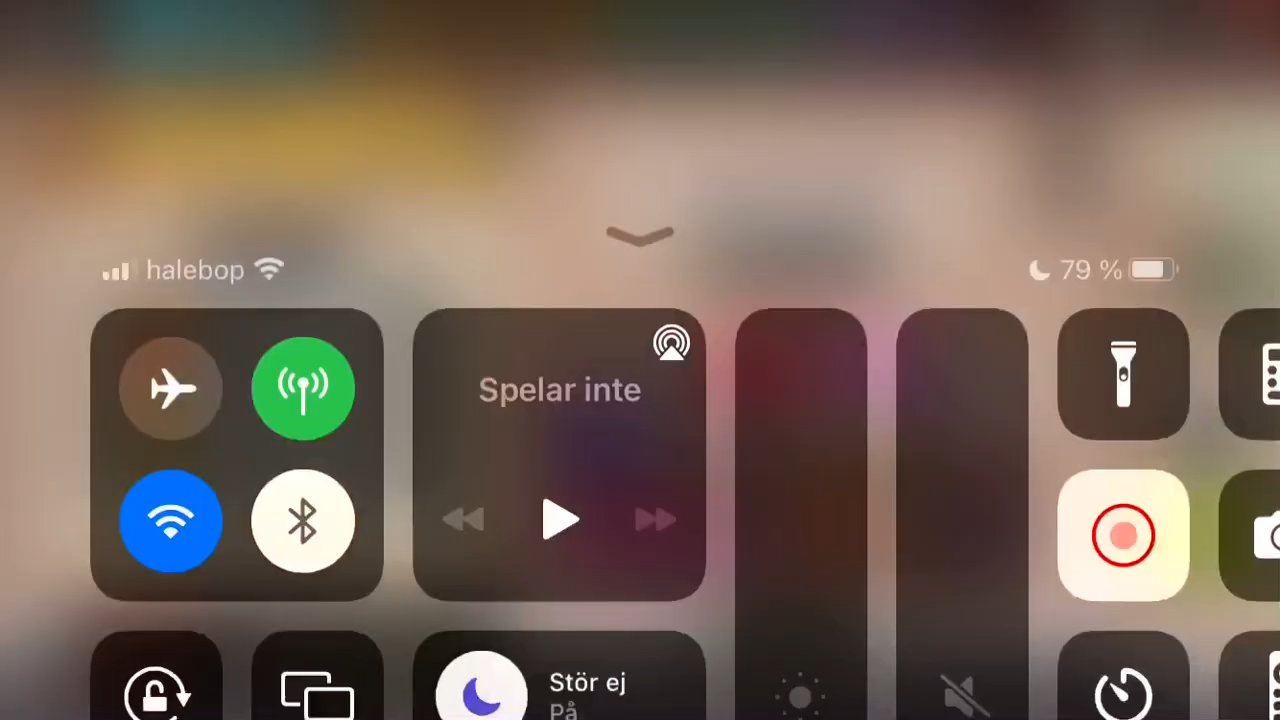 halebop
79 %
Spelar inte
Stör ej
På